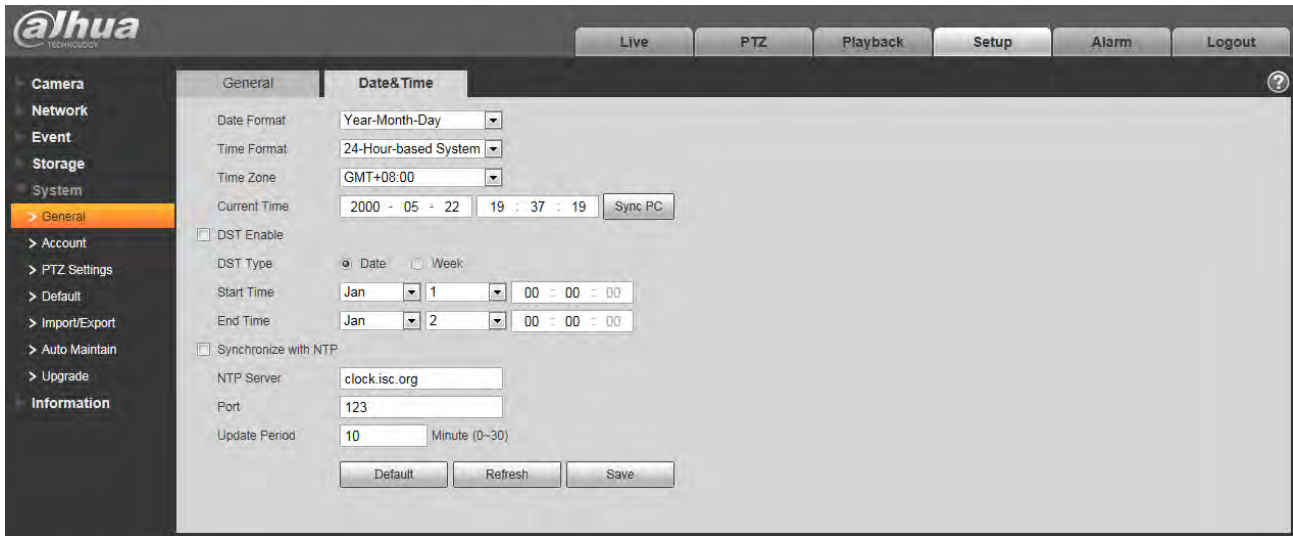 alhua
TECHNOLOGY
Live PTZ Playback Setup Alarm Logout
Camera
Network
Event
Storage
System
> General
> Account
> PTZ Settings
> Default
> Import/Export
> Auto Maintain
> Upgrade
Information
General Date&Time ?
Date Format Year-Month-Day
Time Format 24-Hour-based System
Time Zone GMT+08:00
Current Time 2000 - 05 - 22 19 : 37 : 19 Sync PC
DST Enable
DST Type Date Week
Start Time Jan 1 00 : 00 : 00
End Time Jan 2 00 : 00 : 00
Synchronize with NTP
NTP Server clock.isc.org
Port 123
Update Period 10 Minute (0~30)
Default Refresh Save